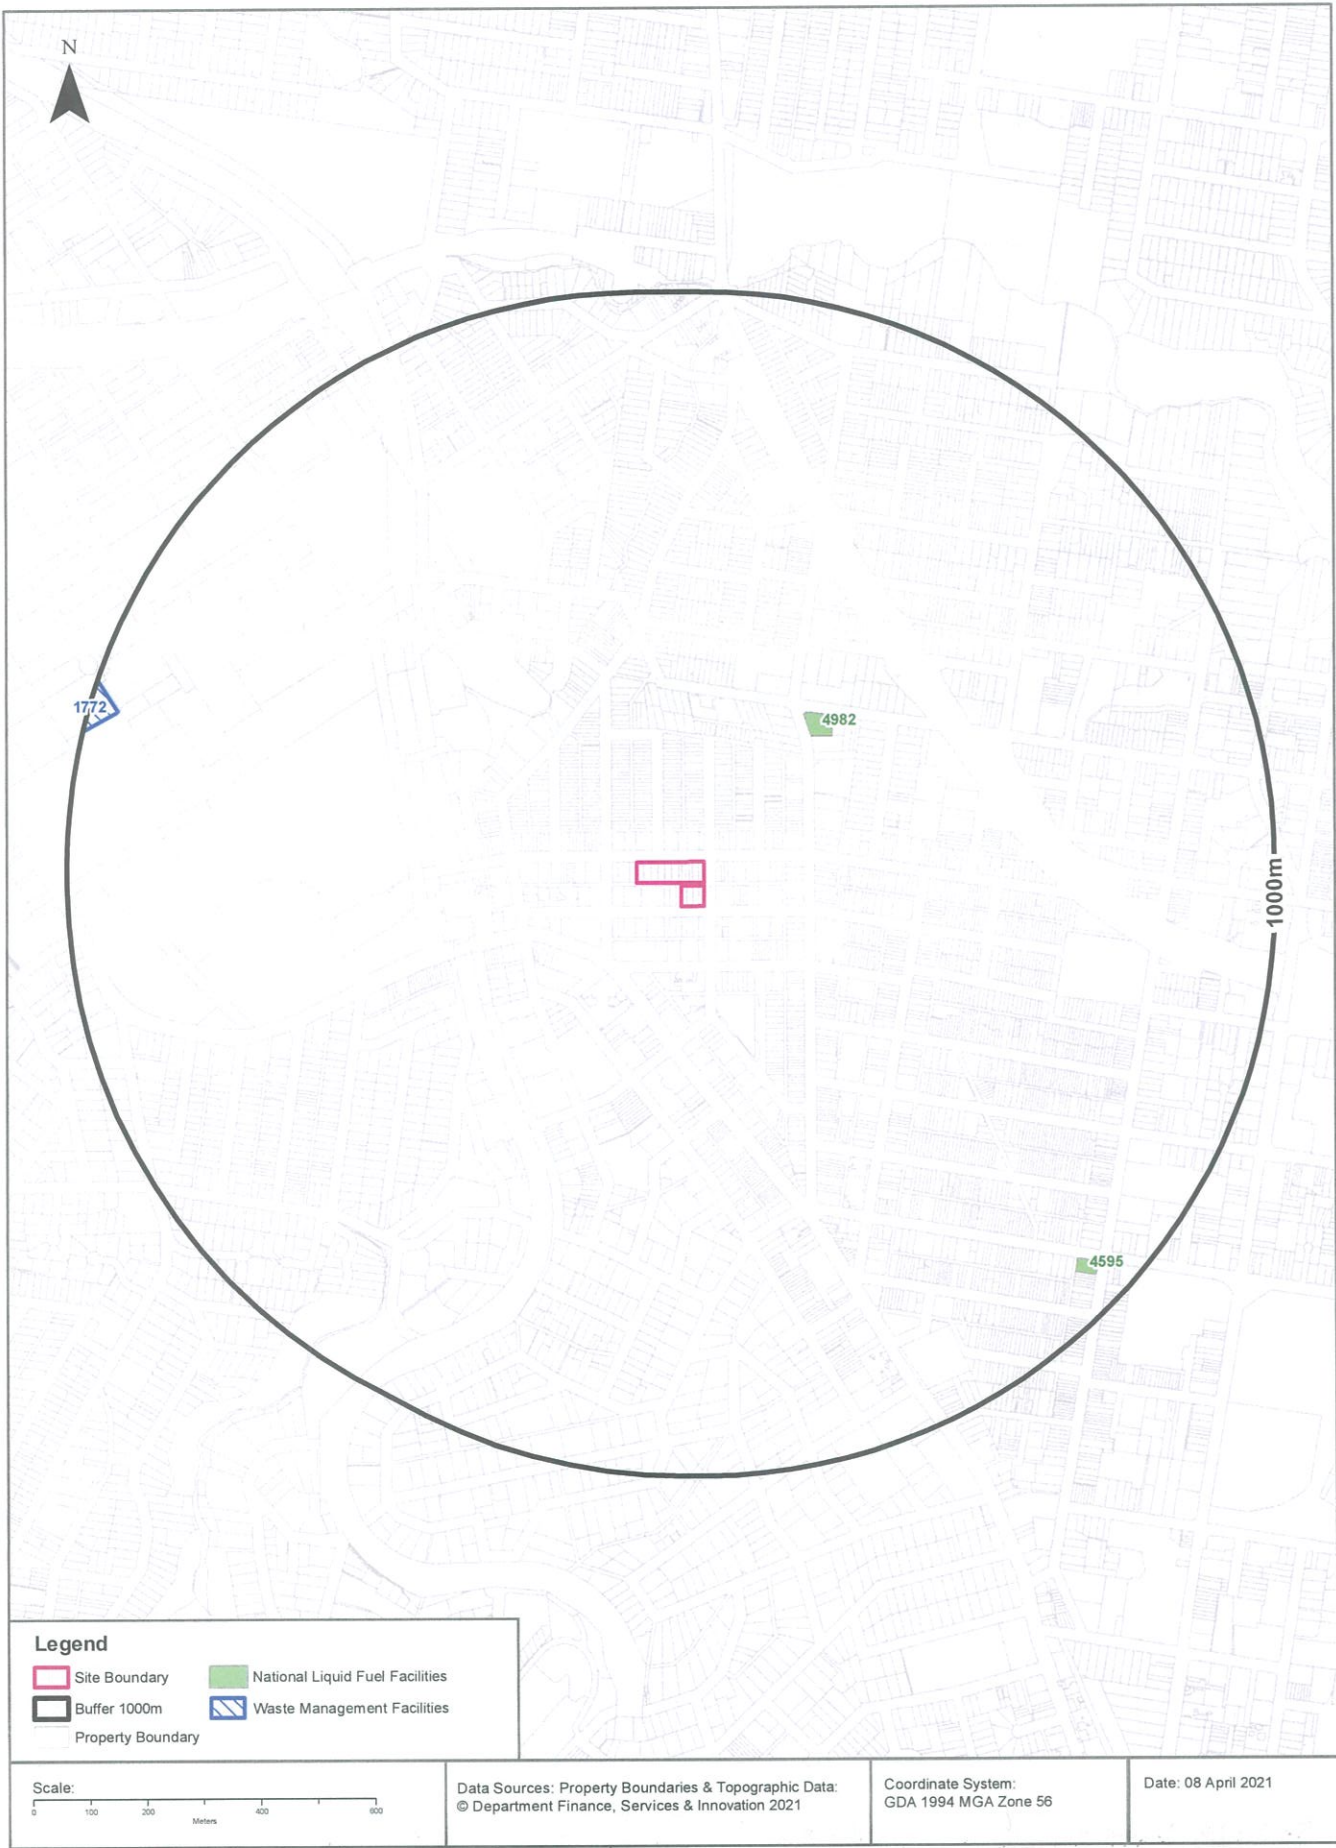 N
1772
4982
1000m
4595
Legend
Site Boundary
National Liquid Fuel Facilities
Buffer 1000m
Waste Management Facilities
Property Boundary
Scale:
0 100 200 400 600
Meters
Data Sources: Property Boundaries & Topographic Data:
© Department Finance, Services & Innovation 2021
Coordinate System:
GDA 1994 MGA Zone 56
Date: 08 April 2021